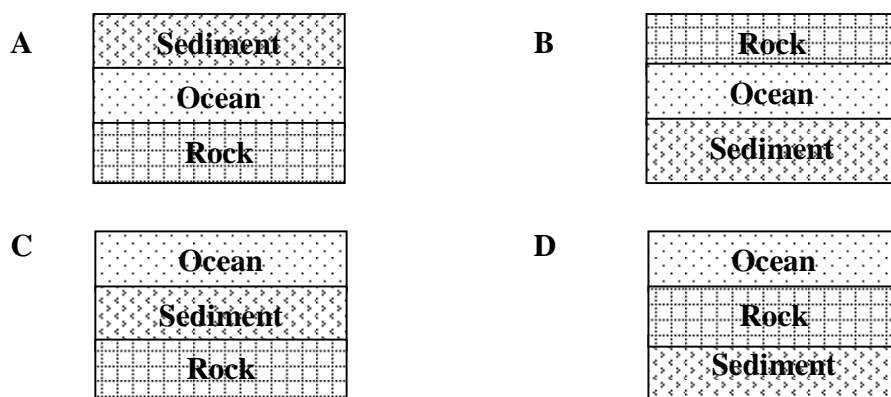 A
Sediment
Ocean
Rock
B
Rock
Ocean
Sediment
C
Ocean
Sediment
Rock
D
Ocean
Rock
Sediment